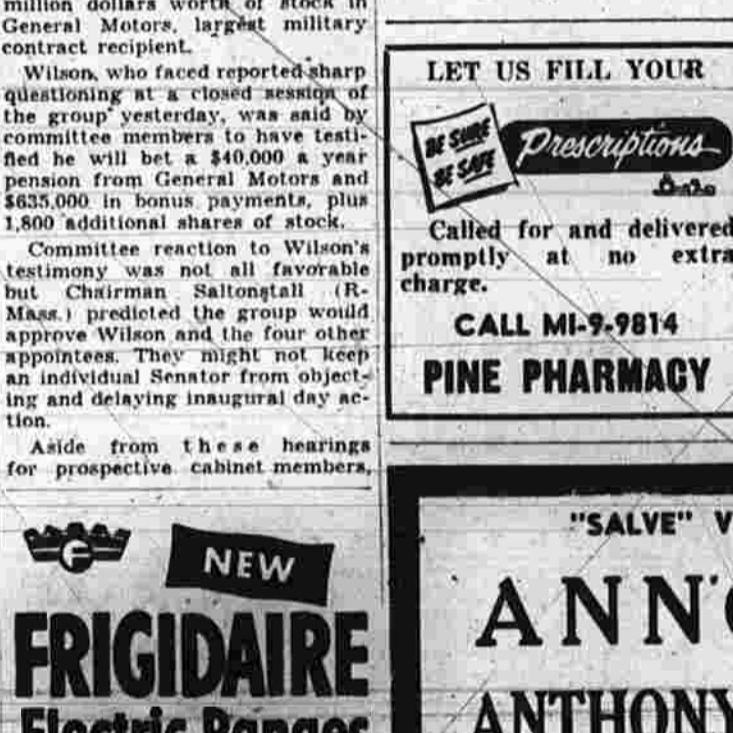 million dollars worth of stock in
General Motors, largest military
contract recipient.
Wilson, who faced reported sharp
questioning at a closed session of
the group yesterday, was said by
committee members to have testi-
fied he will bet a $40,000 a year
pension from General Motors and
$635,000 in bonus payments, plus
1,800 additional shares of stock.
Committee reaction to Wilson's
testimony was not all favorable
but Chairman Saltonstall (R-
Mass.) predicted the group would
approve Wilson and the four other
appointees. They might not keep
an individual Senator from object-
ing and delaying inaugural day ac-
tion.
Aside from these hearings
for prospective cabinet members,
F
NEW
FRIGIDAIRE
Electric Ranges
LET US FILL YOUR
BE SURE
BE SAFE
Prescriptions
Called for and delivered
promptly at no extra
charge.
CALL MI-9-9814
PINE PHARMACY
"SALVE" V
ANN'
ANTHONY